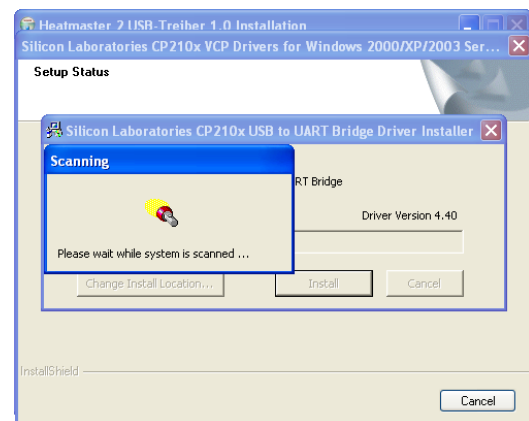 Heatmaster 2 USB-Treiber 1.0 Installation
Silicon Laboratories CP210x VCP Drivers for Windows 2000/XP/2003 Ser...
Setup Status
Silicon Laboratories CP210x USB to UART Bridge Driver Installer
Scanning
RT Bridge
Driver Version 4.40
Please wait while system is scanned ...
Change Install Location...
Install
Cancel
InstallShield
Cancel